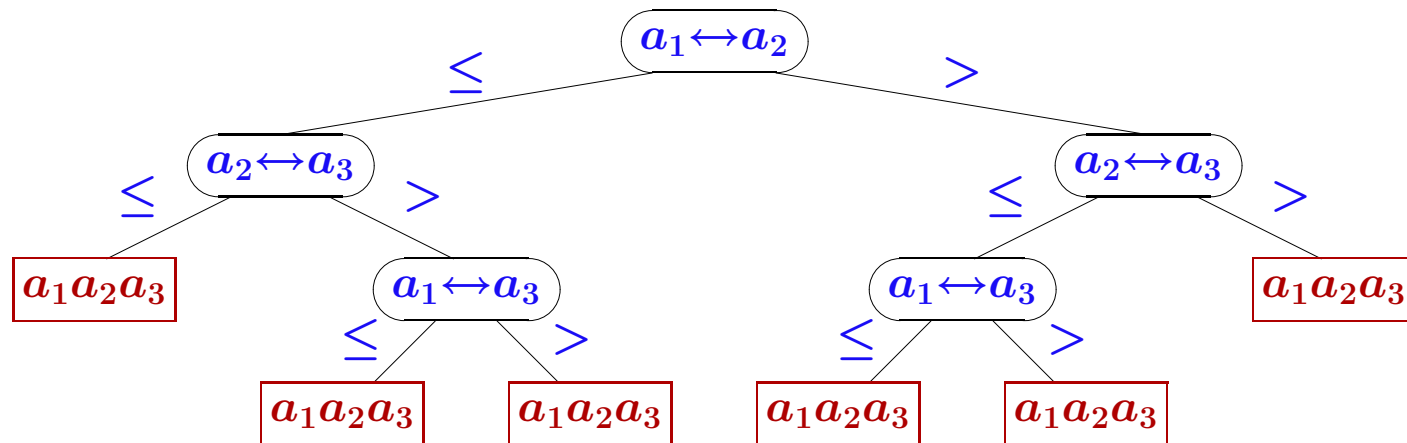 a₁↔a₂
≤ >
a₂↔a₃ a₂↔a₃
≤ > ≤ >
a₁a₂a₃ a₁↔a₃ a₁↔a₃ a₁a₂a₃
≤ > ≤ >
a₁a₂a₃ a₁a₂a₃ a₁a₂a₃ a₁a₂a₃